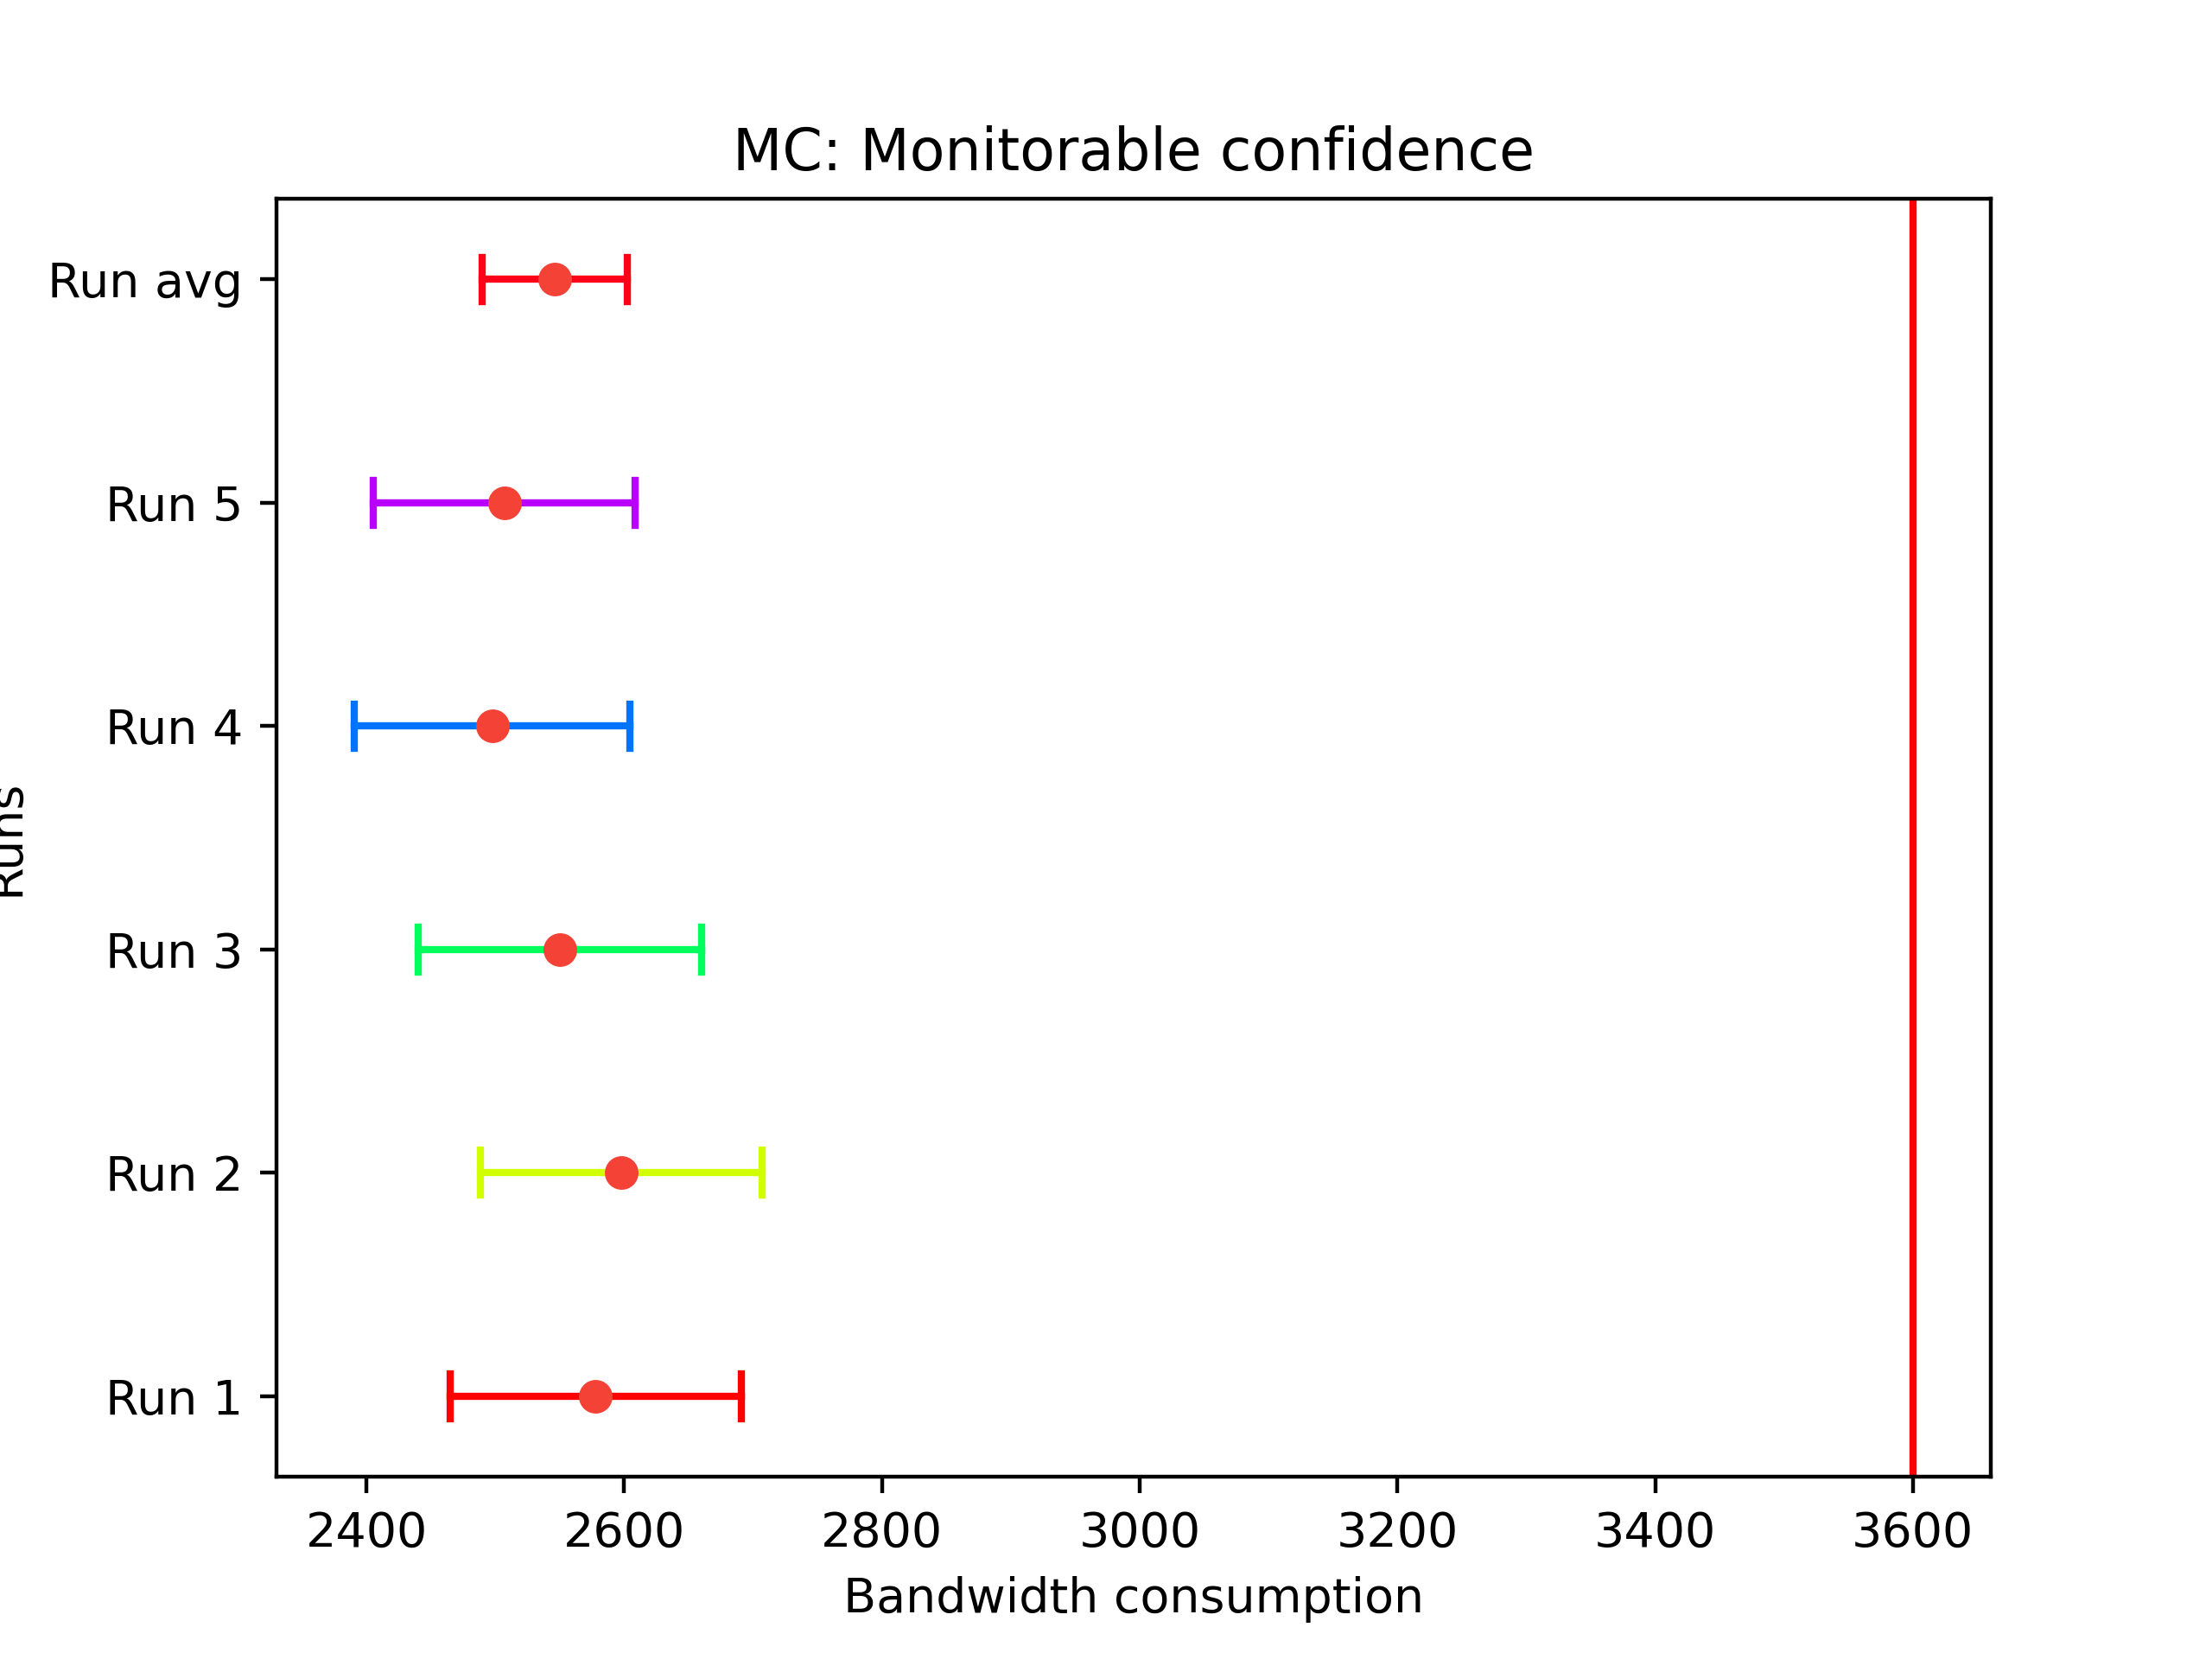 MC: Monitorable confidence
Run avg
Run 5
Run 4
Runs
Run 3
Run 2
Run 1
2400 2600 2800 3000 3200 3400 3600
Bandwidth consumption